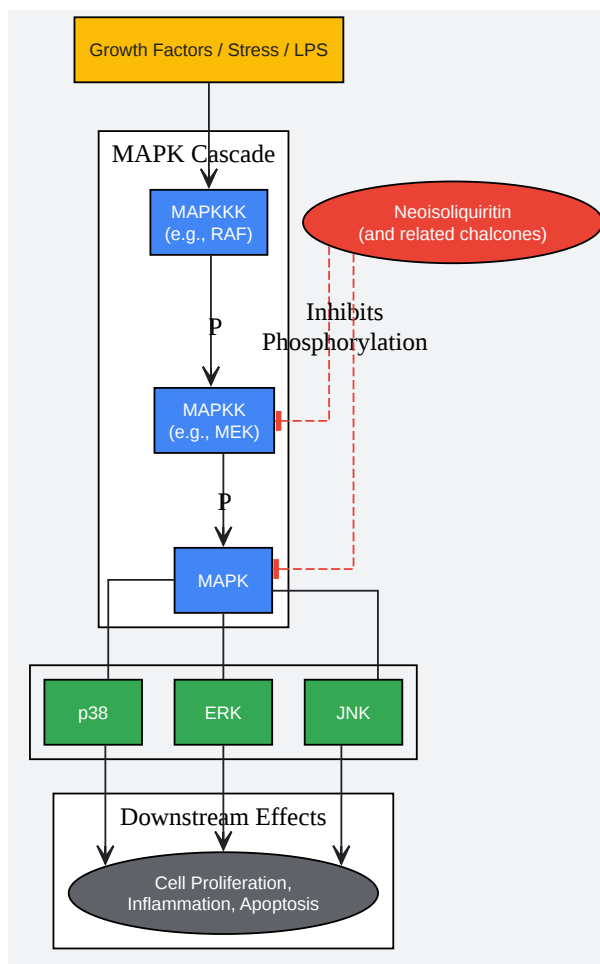 Growth Factors / Stress / LPS
MAPK Cascade
MAPKKK
(e.g., RAF)
Neoisoliquiritin
(and related chalcones)
Inhibits
Phosphorylation
P
MAPKK
(e.g., MEK)
P
MAPK
p38
ERK
JNK
Downstream Effects
Cell Proliferation,
Inflammation, Apoptosis